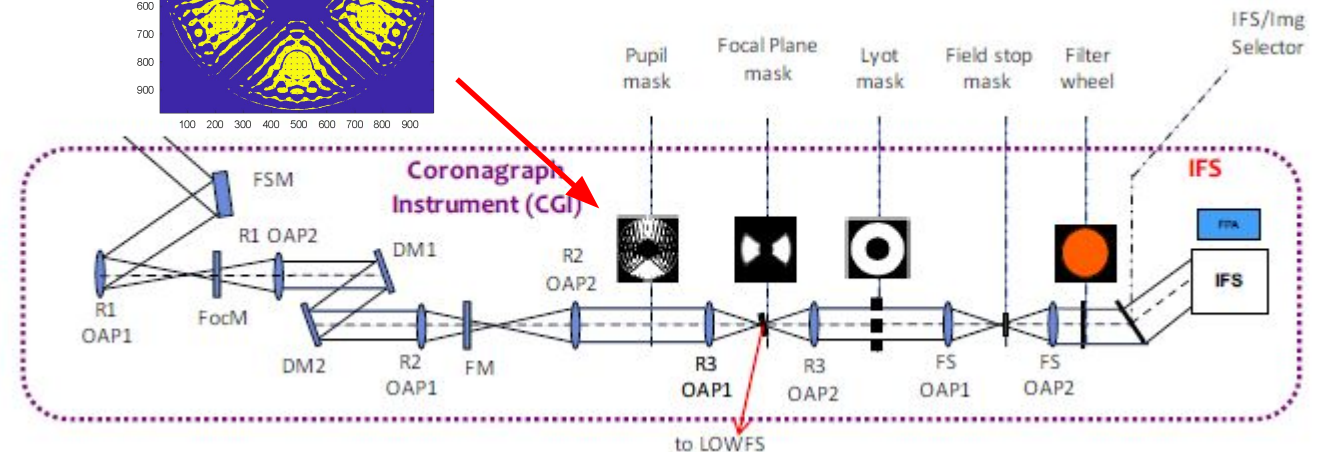 600
700
800
900
100 200 300 400 500 600 700 800 900
IFS/Img
Selector
Pupil
mask
Focal Plane
mask
Lyot
mask
Field stop
mask
Filter
wheel
Coronagraph
Instrument (CGI)
IFS
FSM
R1 OAP2
DM1
R2
OAP2
FPA
IFS
R1
OAP1
FocM
DM2
R2
OAP1
FM
R3
OAP1
R3
OAP2
FS
OAP1
FS
OAP2
to LOWFS